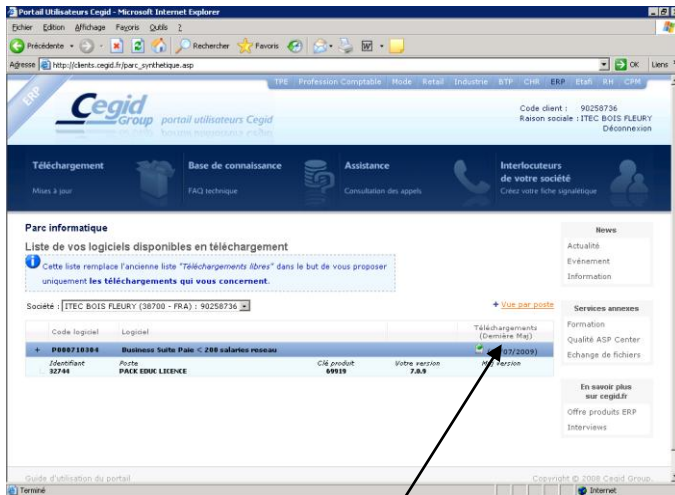 Portail Utilisateurs Cegid - Microsoft Internet Explorer
Fichier Edition Affichage Favoris Outils ?
Précédente Rechercher Favoris
Adresse http://clients.cegid.fr/parc_synthetique.asp OK Liens
TPE Profession Comptable Mode Retail Industrie BTP CHR ERP Etafi RH CPM
ERP
Cegid
Group portail utilisateurs Cegid
Code client : 90258736
Raison sociale : ITEC BOIS FLEURY
Déconnexion
Téléchargement Base de connaissance Assistance Interlocuteurs
de votre société
Mises à jour FAQ technique Consultation des appels Créez votre fiche
signalétique
Parc informatique
Liste de vos logiciels disponibles en téléchargement
Cette liste remplace l'ancienne liste "Téléchargements libres" dans le but de vous proposer
uniquement les téléchargements qui vous concernent.
Société : ITEC BOIS FLEURY (38700 - FRA) : 90258736
+ Vue par poste
Code logiciel Logiciel Téléchargements
(Dernière Maj)
+ P000710304 Business Suite Paie < 200 salaries reseau 07/2009)
Identifiant Poste Clé produit Votre version Maj version
32744 PACK EDUC LICENCE 69919 7.0.9
News
Actualité
Evénement
Information
Services annexes
Formation
Qualité ASP Center
Echange de fichiers
En savoir plus
sur cegid.fr
Offre produits ERP
Interviews
Guide d'utilisation du portail Copyright © 2008 Cegid Group.
Terminé Internet